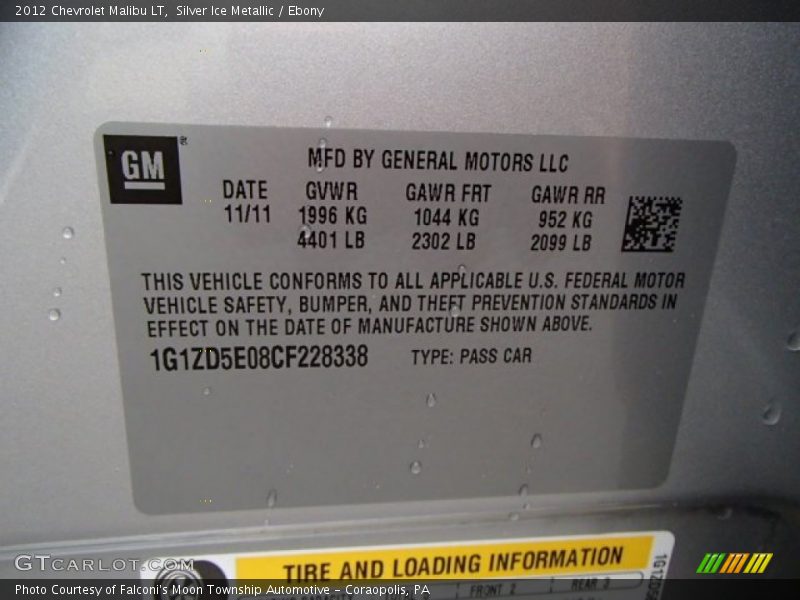 2012 Chevrolet Malibu LT, Silver Ice Metallic / Ebony
GM
MFD BY GENERAL MOTORS LLC
DATE GVWR GAWR FRT GAWR RR
11/11 1996 KG 1044 KG 952 KG
4401 LB 2302 LB 2099 LB
THIS VEHICLE CONFORMS TO ALL APPLICABLE U.S. FEDERAL MOTOR
VEHICLE SAFETY, BUMPER, AND THEFT PREVENTION STANDARDS IN
EFFECT ON THE DATE OF MANUFACTURE SHOWN ABOVE.
1G1ZD5E08CF228338 TYPE: PASS CAR
TIRE AND LOADING INFORMATION
FRONT 2 REAR 3
GTCARLOT.COM
Photo Courtesy of Falconi's Moon Township Automotive - Coraopolis, PA